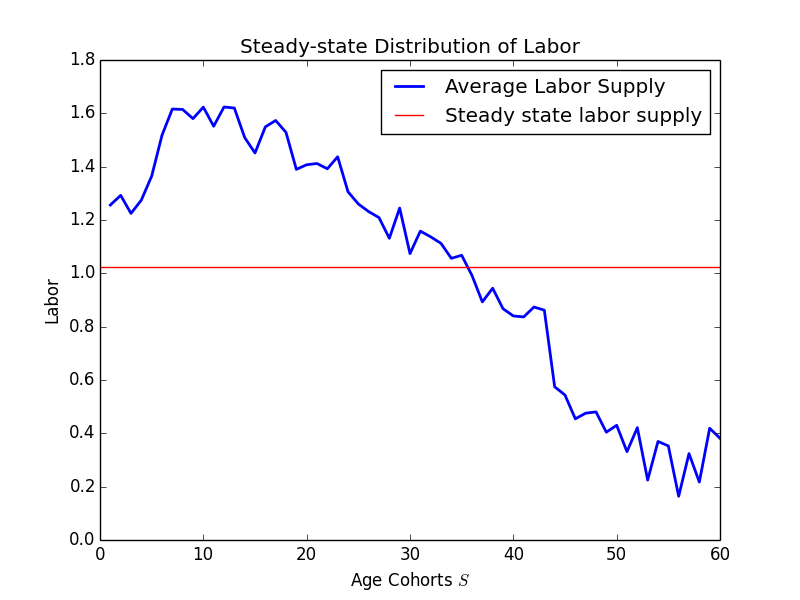 Steady-state Distribution of Labor
1.8
1.6
1.4
1.2
1.0
0.8
0.6
0.4
0.2
0.0
Labor
Average Labor Supply
Steady state labor supply
0 10 20 30 40 50 60
Age Cohorts S